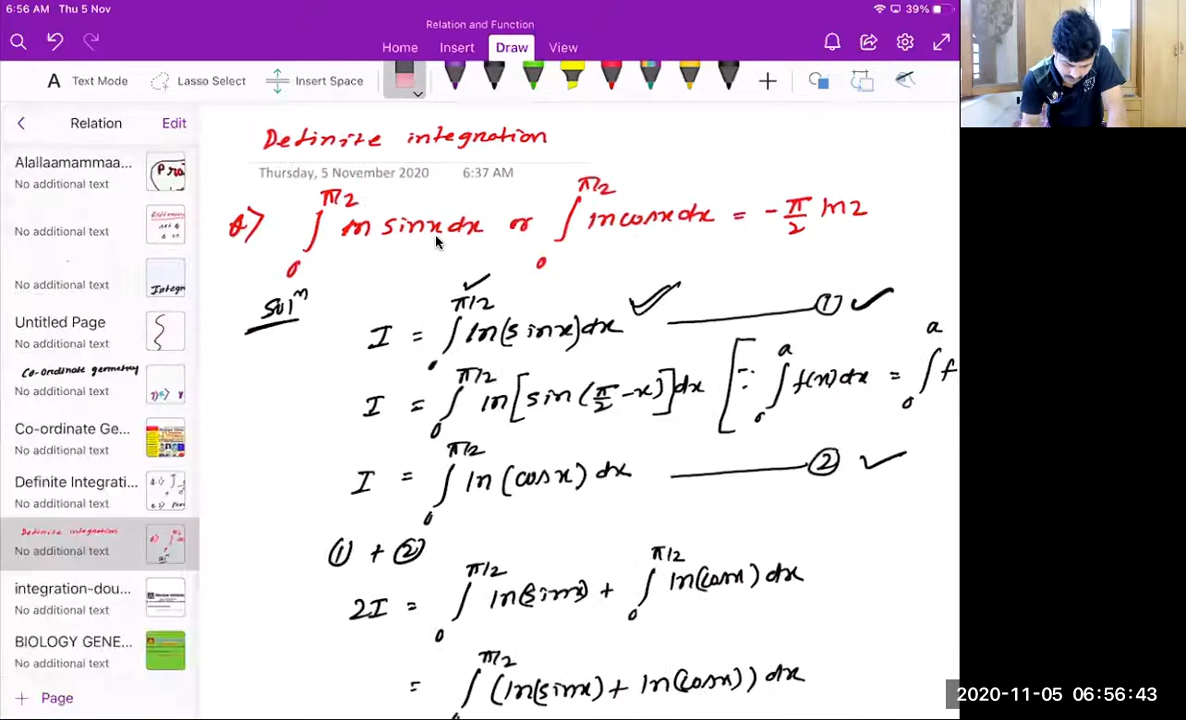 6:56 AM Thu 5 Nov
39%
Relation and Function
Home Insert Draw View
Text Mode Lasso Select Insert Space
Relation Edit
Alallaamammaa...
No additional text
No additional text
No additional text
Integr
Untitled Page
No additional text
Co-ordinate geometry
No additional text
Co-ordinate Ge...
No additional text
Definite Integrati...
No additional text
Definite integration
No additional text
integration-dou...
No additional text
BIOLOGY GENE...
No additional text
+ Page
Definite integration
Thursday, 5 November 2020 6:37 AM
Q> ∫₀^{π/2} ln sinx dx or ∫₀^{π/2} ln cosx dx = -π/2 ln2
Solⁿ
I = ∫₀^{π/2} ln(sinx)dx ——— ①
I = ∫₀^{π/2} ln[sin(π/2 -x)]dx [∵ ∫₀^a f(x)dx = ∫₀^a f
I = ∫₀^{π/2} ln(cosx)dx ——— ②
① + ②
2I = ∫₀^{π/2} ln(sinx) + ∫₀^{π/2} ln(cosx)dx
= ∫₀^{π/2} (ln(sinx) + ln(cosx))dx
2020-11-05 06:56:43